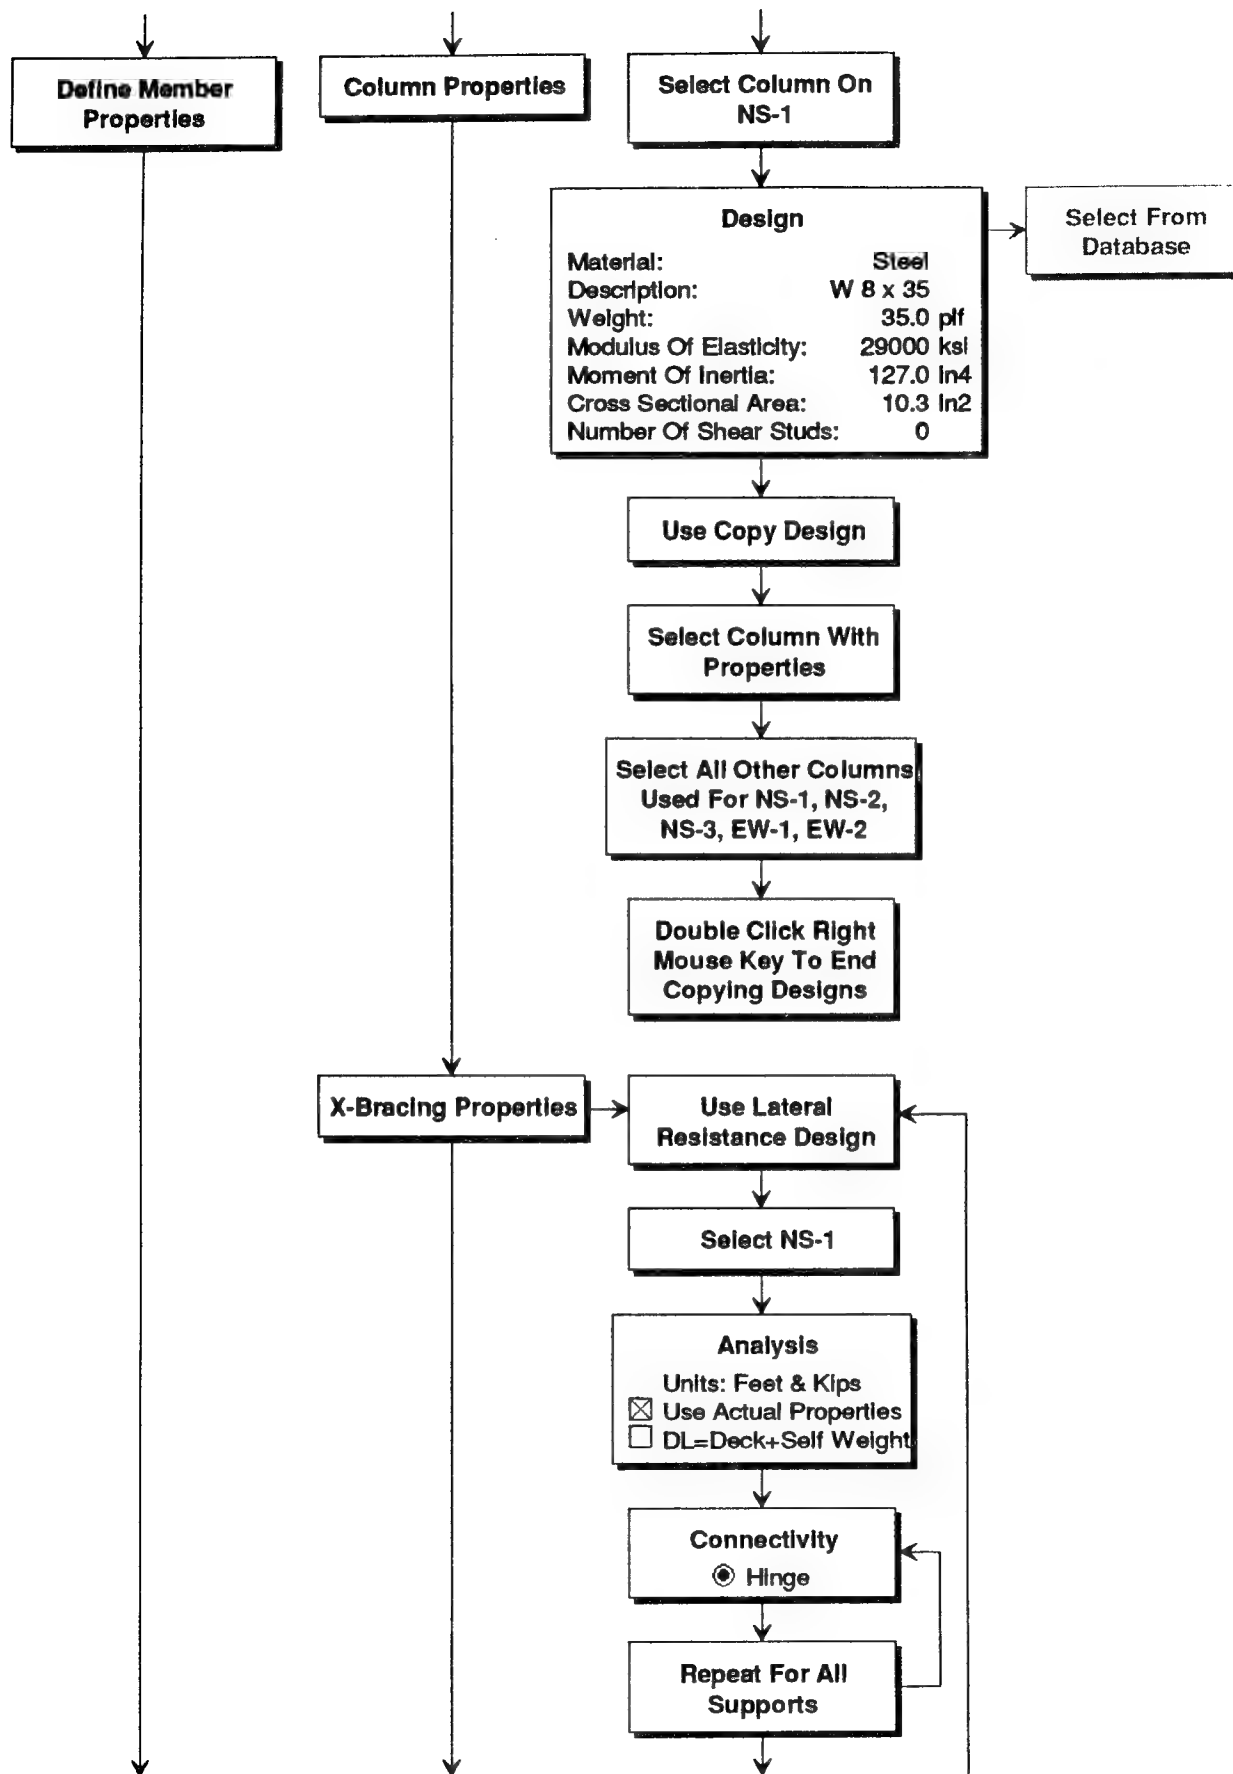 Define Member
Properties
Column Properties
Select Column On
NS-1
Design
Material: Steel
Description: W 8 x 35
Weight: 35.0 plf
Modulus Of Elasticity: 29000 ksi
Moment Of Inertia: 127.0 in4
Cross Sectional Area: 10.3 in2
Number Of Shear Studs: 0
Select From
Database
Use Copy Design
Select Column With
Properties
Select All Other Columns
Used For NS-1, NS-2,
NS-3, EW-1, EW-2
Double Click Right
Mouse Key To End
Copying Designs
X-Bracing Properties
Use Lateral
Resistance Design
Select NS-1
Analysis
Units: Feet & Kips
Use Actual Properties
DL=Deck+Self Weight
Connectivity
Hinge
Repeat For All
Supports